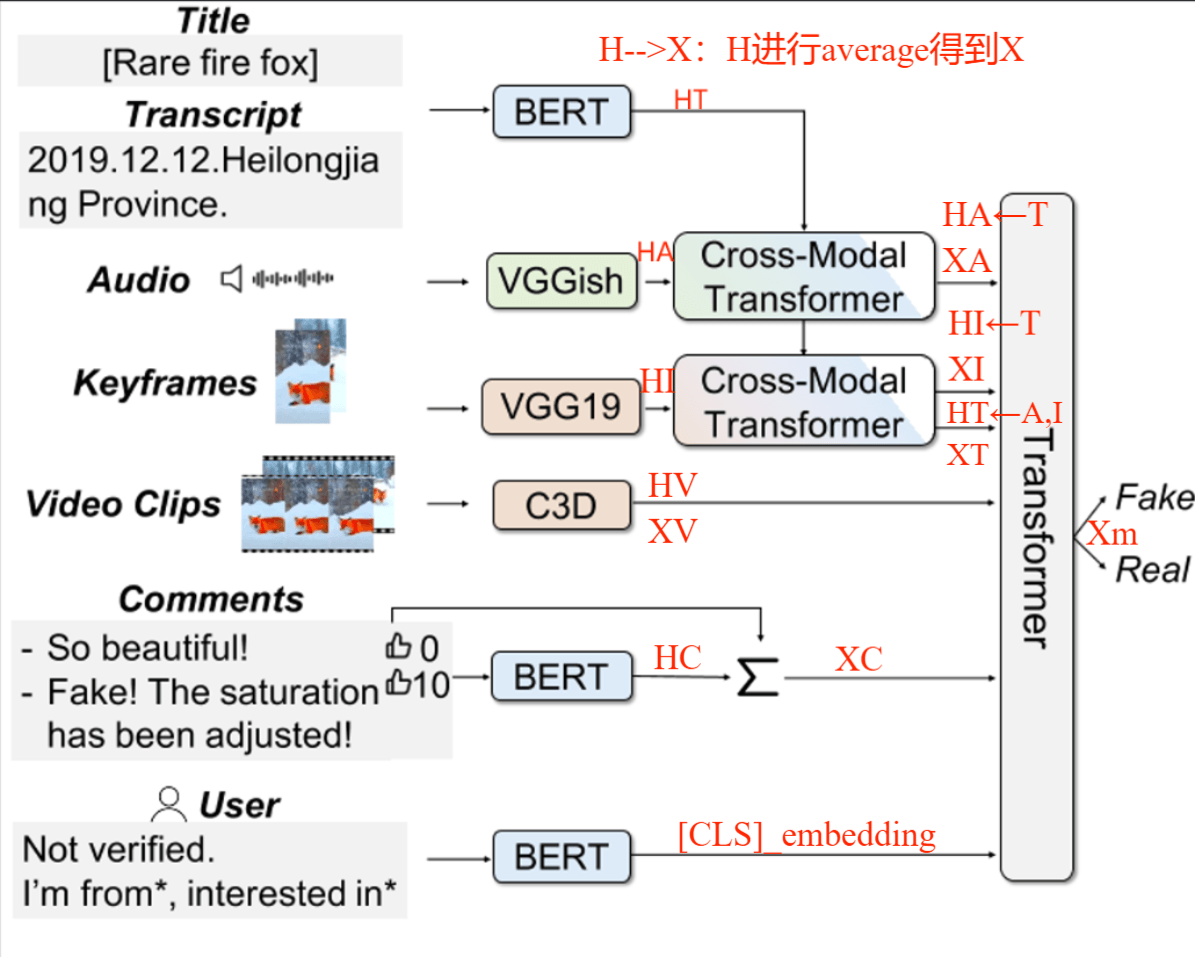 Title
[Rare fire fox]
H-->X：H进行average得到X
Transcript
2019.12.12.Heilongjia
ng Province.
BERT
HT
Audio
VGGish
HA
Cross-Modal
Transformer
HA←T
XA
Keyframes
VGG19
HI
Cross-Modal
Transformer
HI←T
XI
HT←A,I
XT
Video Clips
C3D
HV
XV
Transformer
Xm
Fake
Real
Comments
- So beautiful! 0
- Fake! The saturation 10
has been adjusted!
BERT
HC
Σ
XC
User
Not verified.
I'm from*, interested in*
BERT
[CLS]_embedding